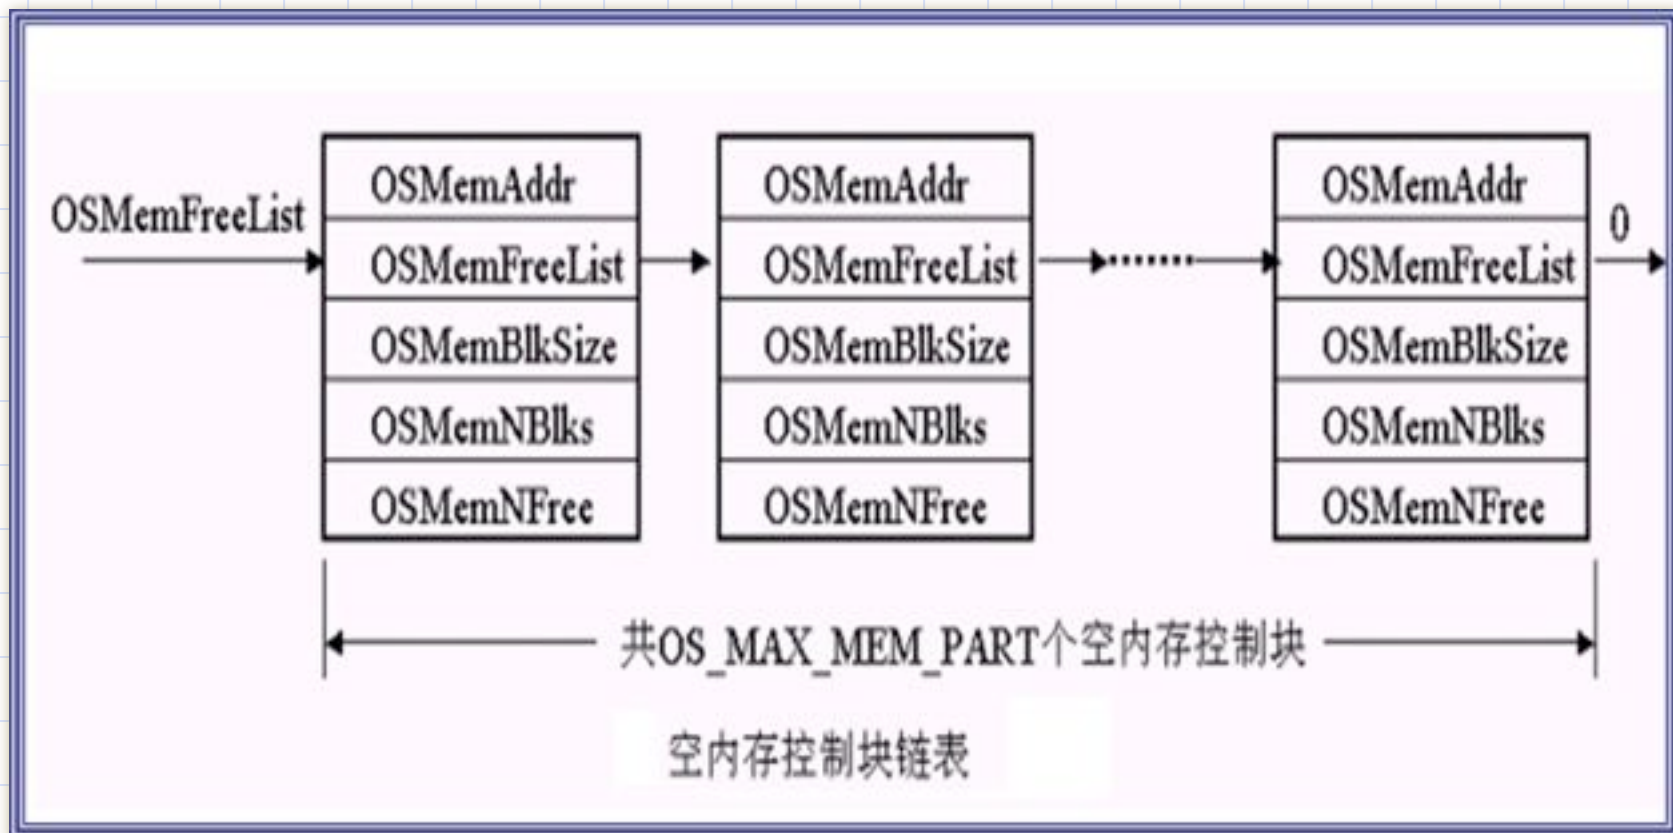 OSMemFreeList
OSMemAddr
OSMemFreeList
OSMemBlkSize
OSMemNBlks
OSMemNFree
OSMemAddr
OSMemFreeList
OSMemBlkSize
OSMemNBlks
OSMemNFree
OSMemAddr
OSMemFreeList
OSMemBlkSize
OSMemNBlks
OSMemNFree
0
共OS_MAX_MEM_PART个空内存控制块
空内存控制块链表